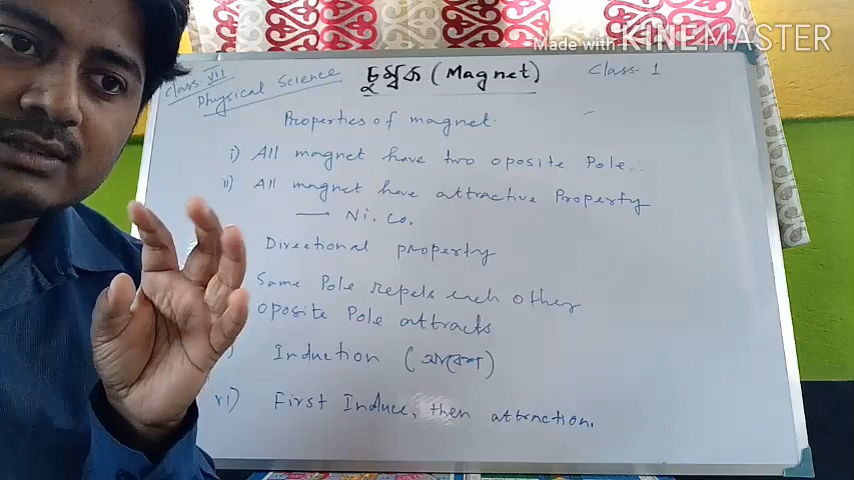 Made with KINEMASTER
Class-VII
Physical Science
চুম্বক (Magnet)
Class-1
Properties of magnet.
i) All magnet have two oposite Pole.
ii) All magnet have attractive Property
→ Ni, Co.
Directional property
Same Pole repels each other
oposite Pole attracts
) Induction (আবেশ)
vi) First Induce, then attraction.